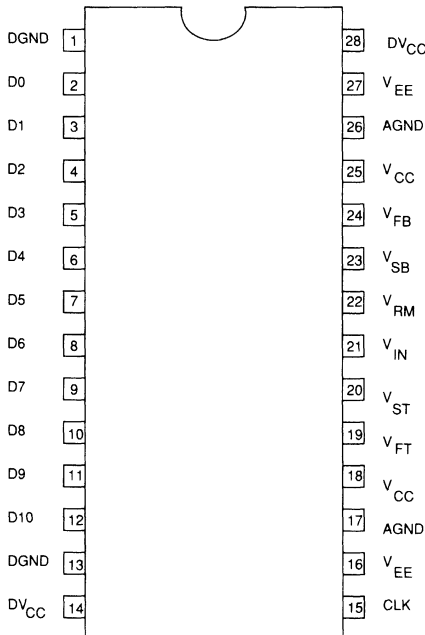 DGND 1 28 DVCC
D0 2 27 VEE
D1 3 26 AGND
D2 4 25 VCC
D3 5 24 VFB
D4 6 23 VSB
D5 7 22 VRM
D6 8 21 VIN
D7 9 20 VST
D8 10 19 VFT
D9 11 18 VCC
D10 12 17 AGND
DGND 13 16 VEE
DVCC 14 15 CLK